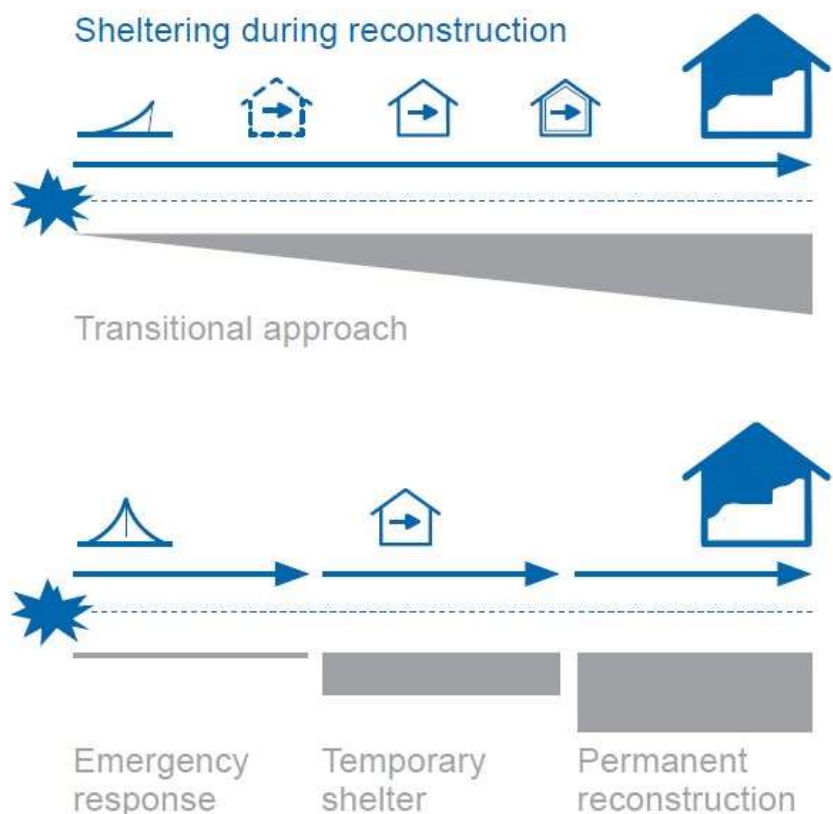 Sheltering during reconstruction
Transitional approach
Emergency
response
Temporary
shelter
Permanent
reconstruction